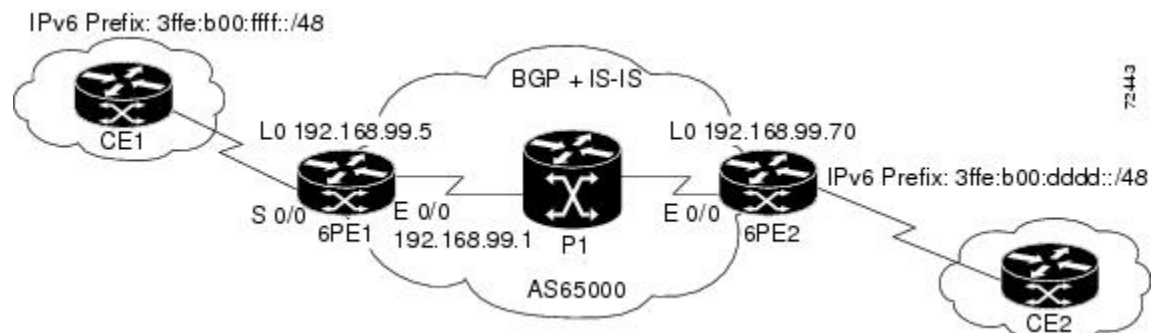 IPv6 Prefix: 3ffe:b00:ffff::/48
CE1
BGP + IS-IS
72443
L0 192.168.99.5
L0 192.168.99.70
IPv6 Prefix: 3ffe:b00:dddd::/48
S 0/0
6PE1
E 0/0
192.168.99.1
P1
E 0/0
6PE2
AS65000
CE2